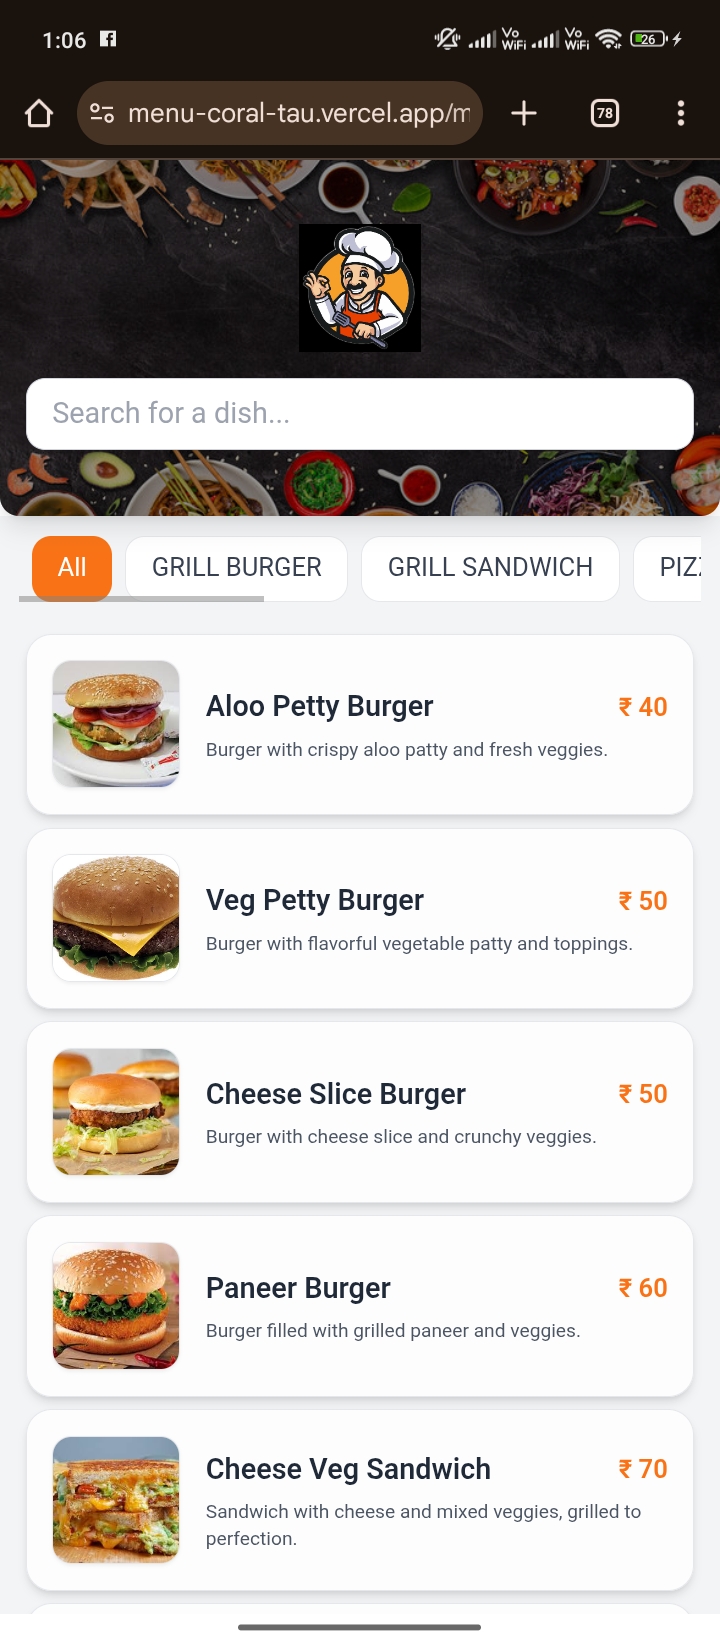 1:06
Vo
WiFi
Vo
WiFi
26
menu-coral-tau.vercel.app/m
78
Search for a dish...
All
GRILL BURGER
GRILL SANDWICH
PIZZ
Aloo Petty Burger
₹ 40
Burger with crispy aloo patty and fresh veggies.
Veg Petty Burger
₹ 50
Burger with flavorful vegetable patty and toppings.
Cheese Slice Burger
₹ 50
Burger with cheese slice and crunchy veggies.
Paneer Burger
₹ 60
Burger filled with grilled paneer and veggies.
Cheese Veg Sandwich
₹ 70
Sandwich with cheese and mixed veggies, grilled to
perfection.